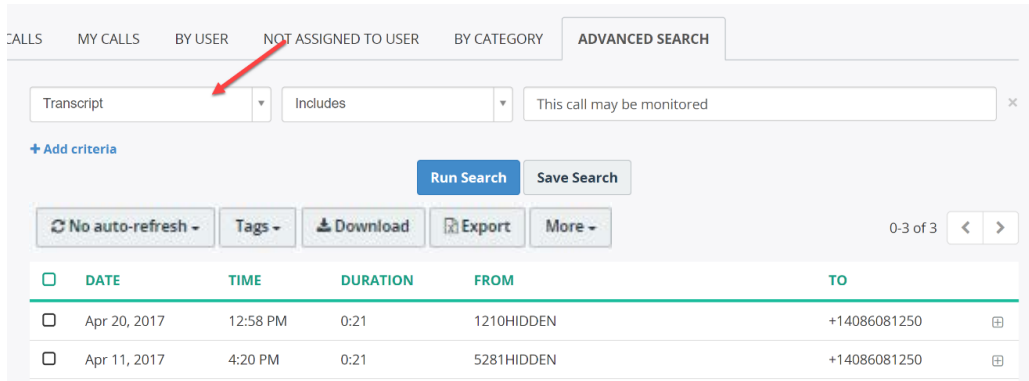 CALLS MY CALLS BY USER NOT ASSIGNED TO USER BY CATEGORY ADVANCED SEARCH
Transcript Includes This call may be monitored ×
+ Add criteria
Run Search Save Search
No auto-refresh Tags Download Export More 0-3 of 3 < >
DATE TIME DURATION FROM TO
Apr 20, 2017 12:58 PM 0:21 1210HIDDEN +14086081250
Apr 11, 2017 4:20 PM 0:21 5281HIDDEN +14086081250